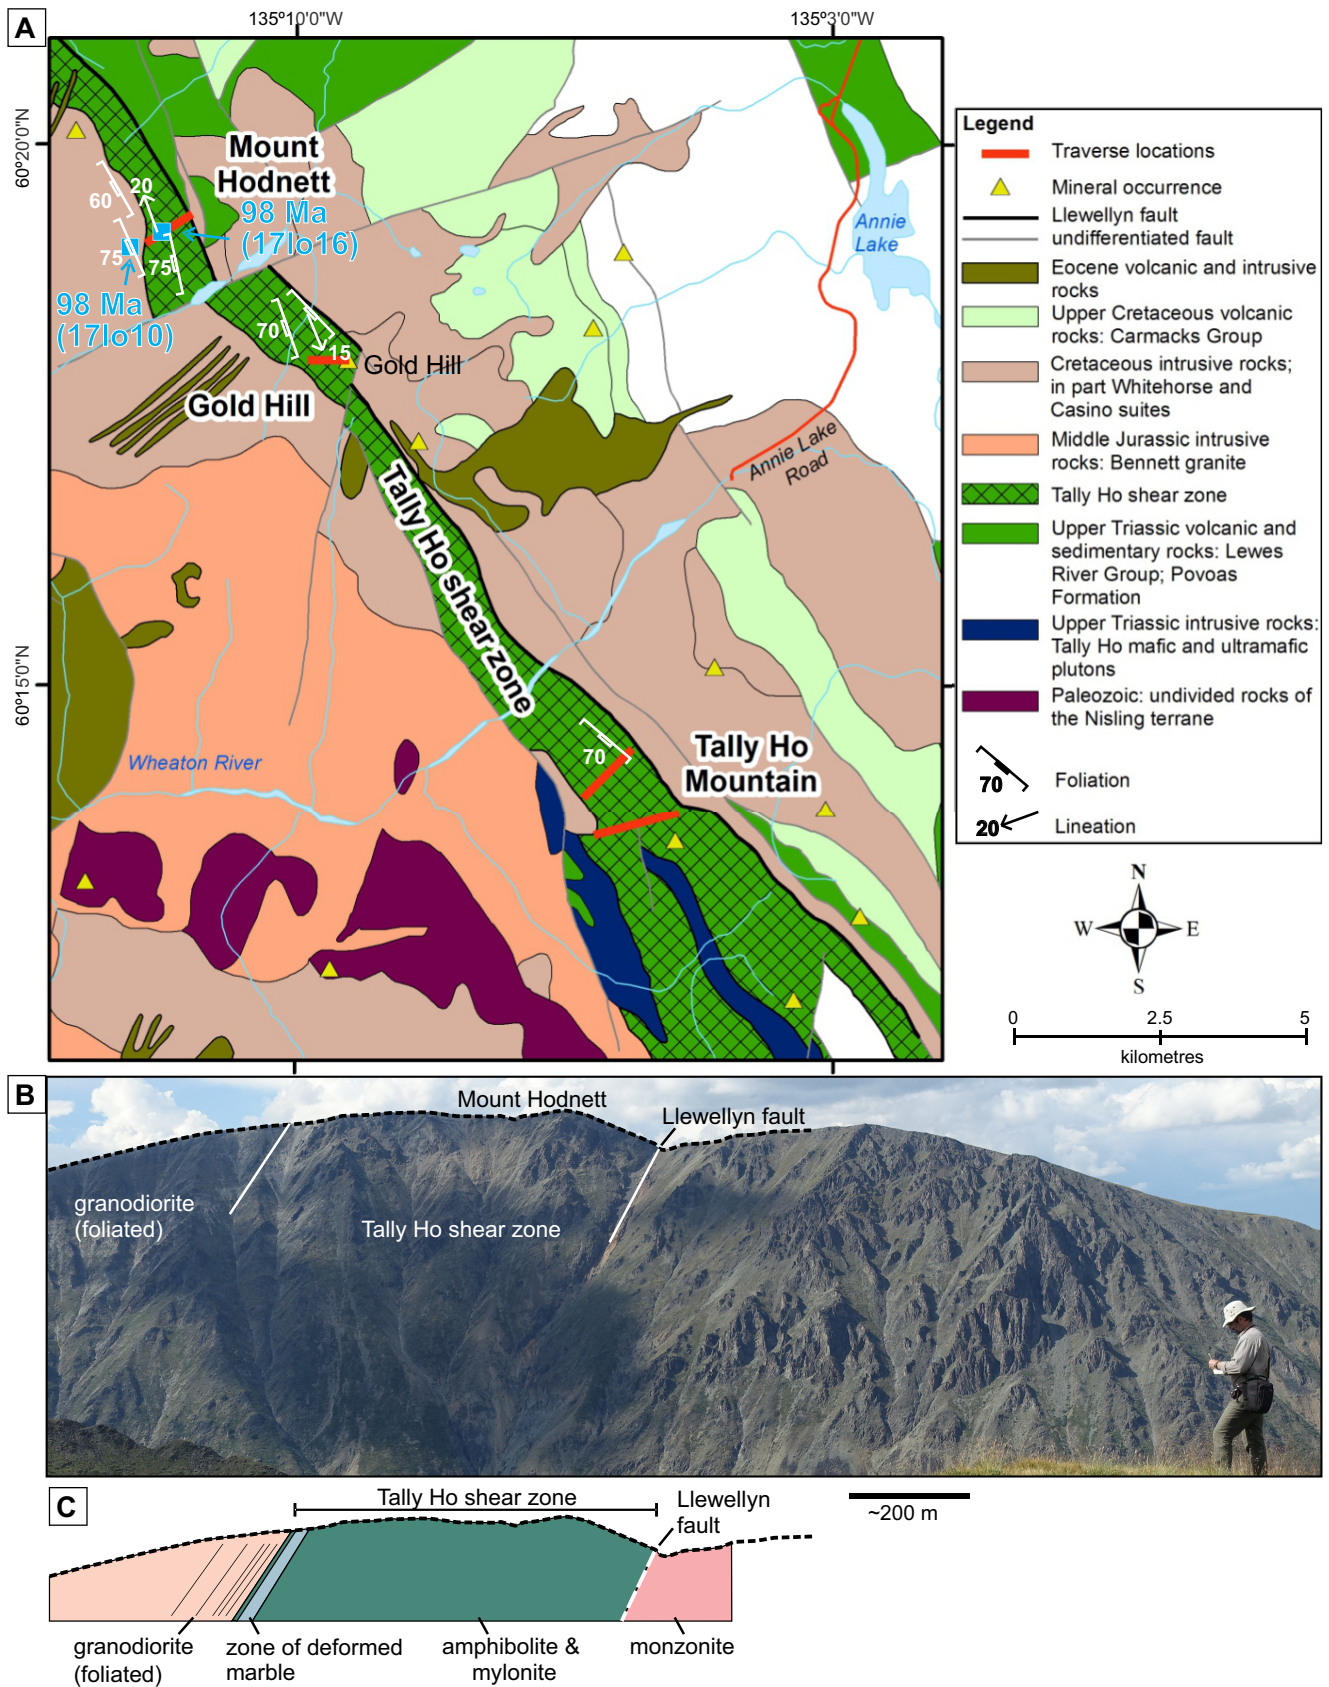 A
135°10'0"W
135°3'0"W
60°20'0"N
60°15'0"N
Mount
Hodnett
98 Ma
(17lo16)
20
60
75
75
98 Ma
(17lo10)
70
15
Gold Hill
Gold Hill
Annie
Lake
Annie Lake
Road
Tally Ho shear zone
Wheaton River
70
Tally Ho
Mountain
Legend
Traverse locations
Mineral occurrence
Llewellyn fault
undifferentiated fault
Eocene volcanic and intrusive
rocks
Upper Cretaceous volcanic
rocks: Carmacks Group
Cretaceous intrusive rocks;
in part Whitehorse and
Casino suites
Middle Jurassic intrusive
rocks: Bennett granite
Tally Ho shear zone
Upper Triassic volcanic and
sedimentary rocks: Lewes
River Group; Povoas
Formation
Upper Triassic intrusive rocks:
Tally Ho mafic and ultramafic
plutons
Paleozoic: undivided rocks of
the Nisling terrane
70
Foliation
20
Lineation
N
W
E
S
0
2.5
5
kilometres
B
Mount Hodnett
Llewellyn fault
granodiorite
(foliated)
Tally Ho shear zone
C
Tally Ho shear zone
Llewellyn
fault
~200 m
granodiorite
(foliated)
zone of deformed
marble
amphibolite &
mylonite
monzonite